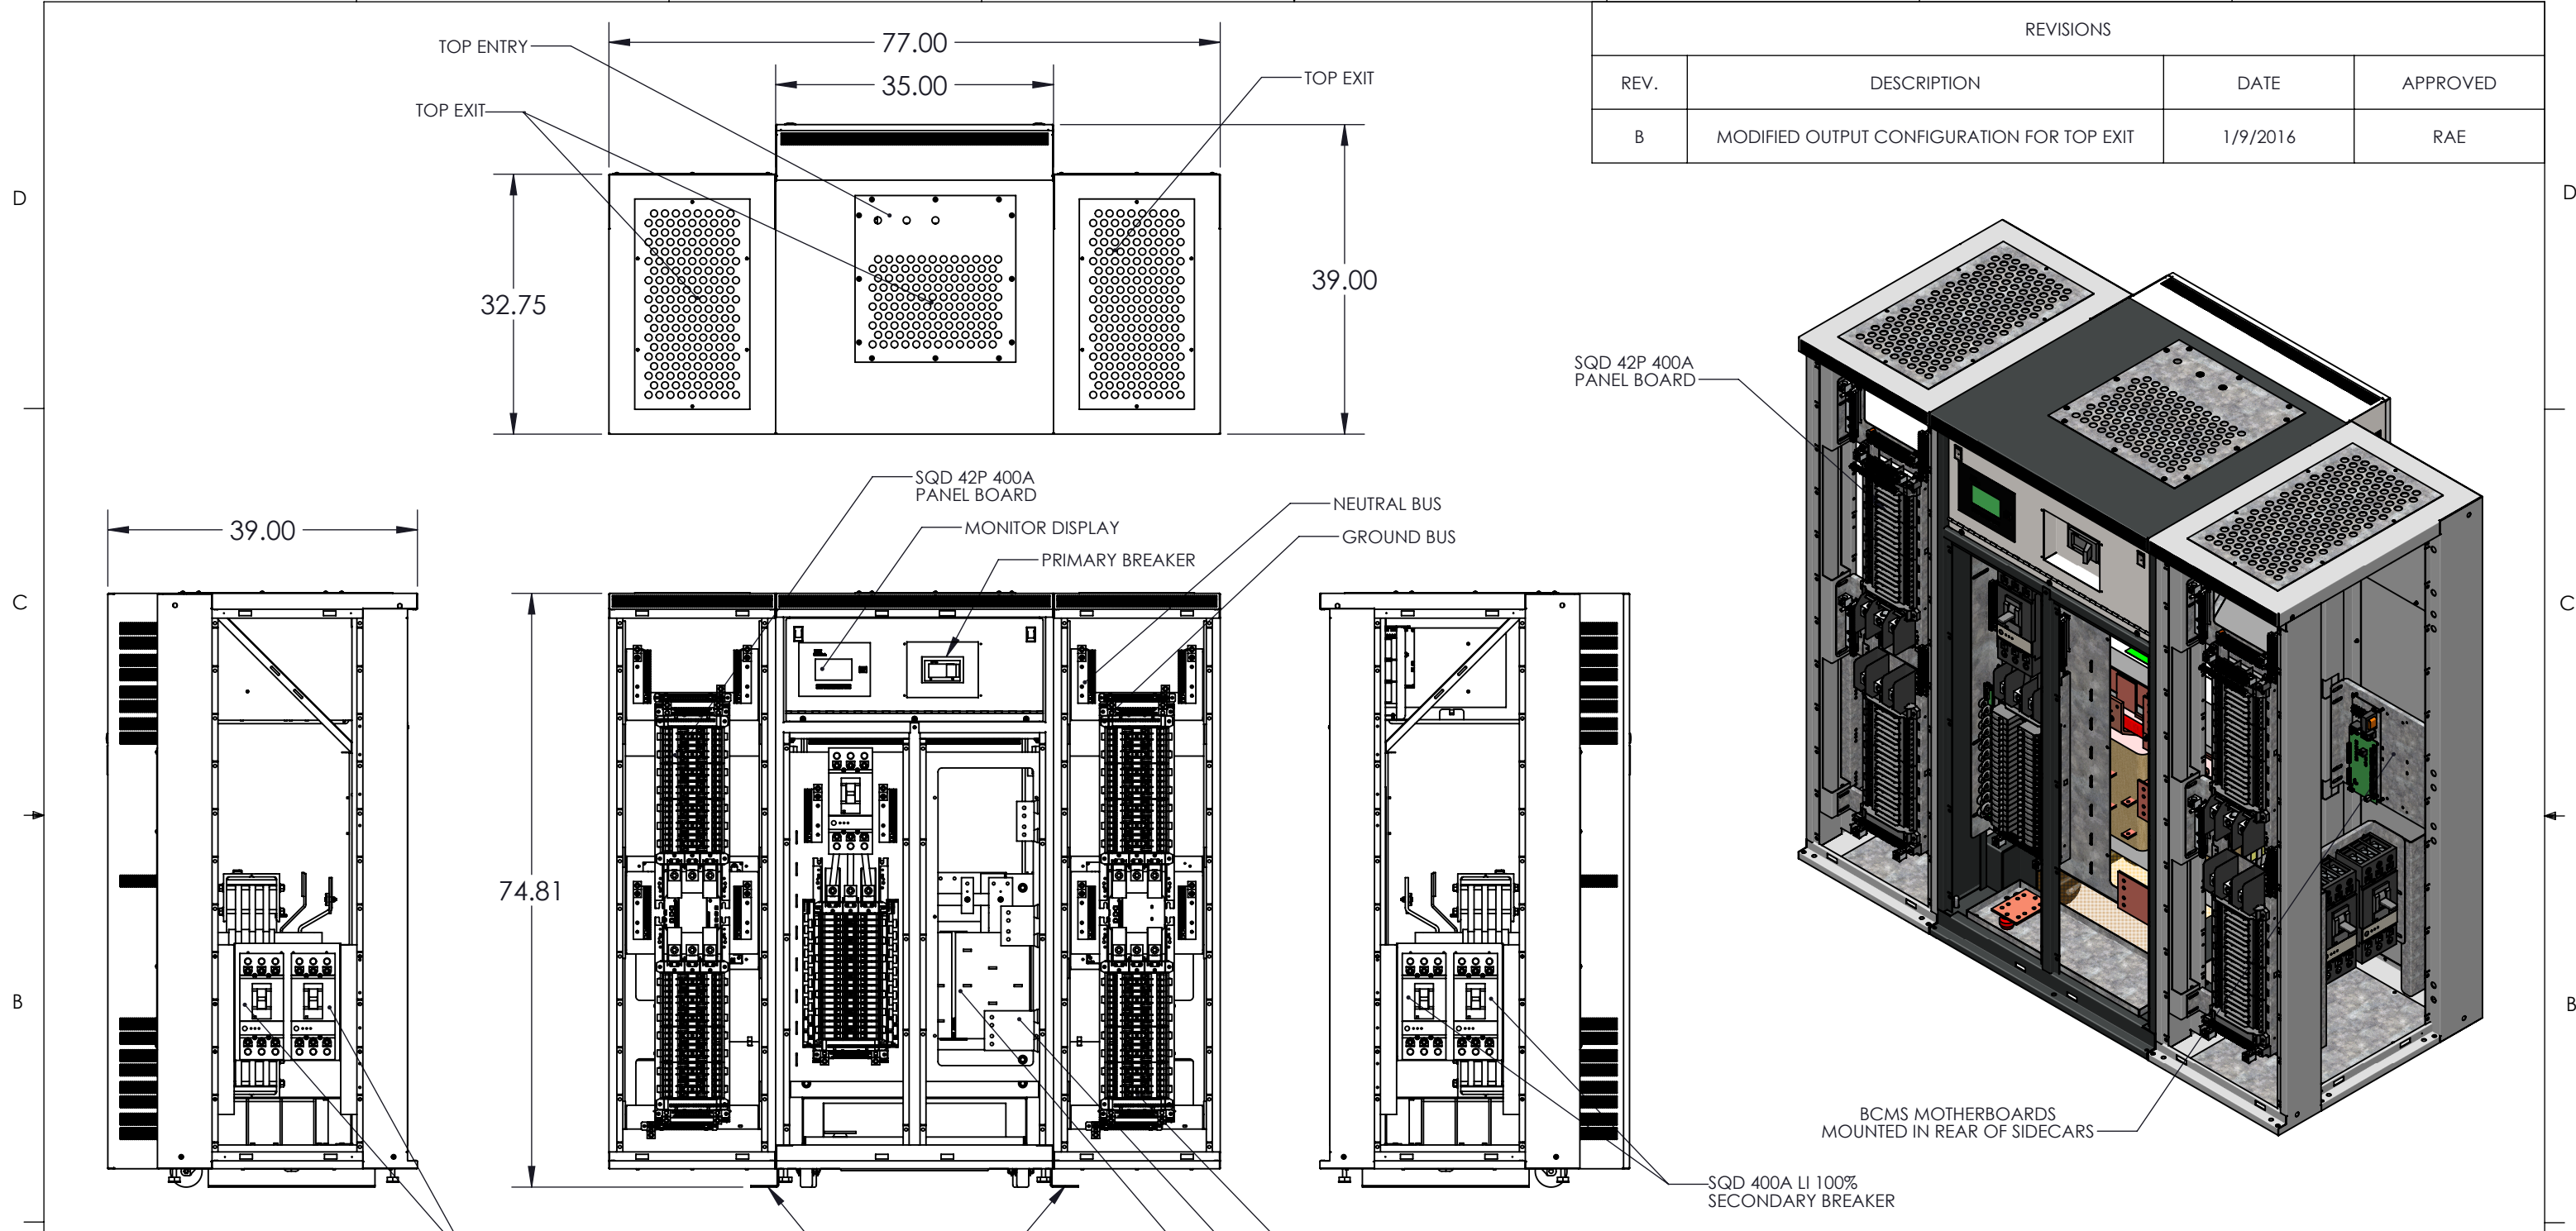 REVISIONS
REV. DESCRIPTION DATE APPROVED
B MODIFIED OUTPUT CONFIGURATION FOR TOP EXIT 1/9/2016 RAE
TOP ENTRY
77.00
35.00
TOP EXIT
TOP EXIT
32.75
39.00
D
D
SQD 42P 400A
PANEL BOARD
SQD 42P 400A
PANEL BOARD
MONITOR DISPLAY
PRIMARY BREAKER
NEUTRAL BUS
GROUND BUS
39.00
C
C
74.81
B
B
BCMS MOTHERBOARDS
MOUNTED IN REAR OF SIDECARS
SQD 400A LI 100%
SECONDARY BREAKER